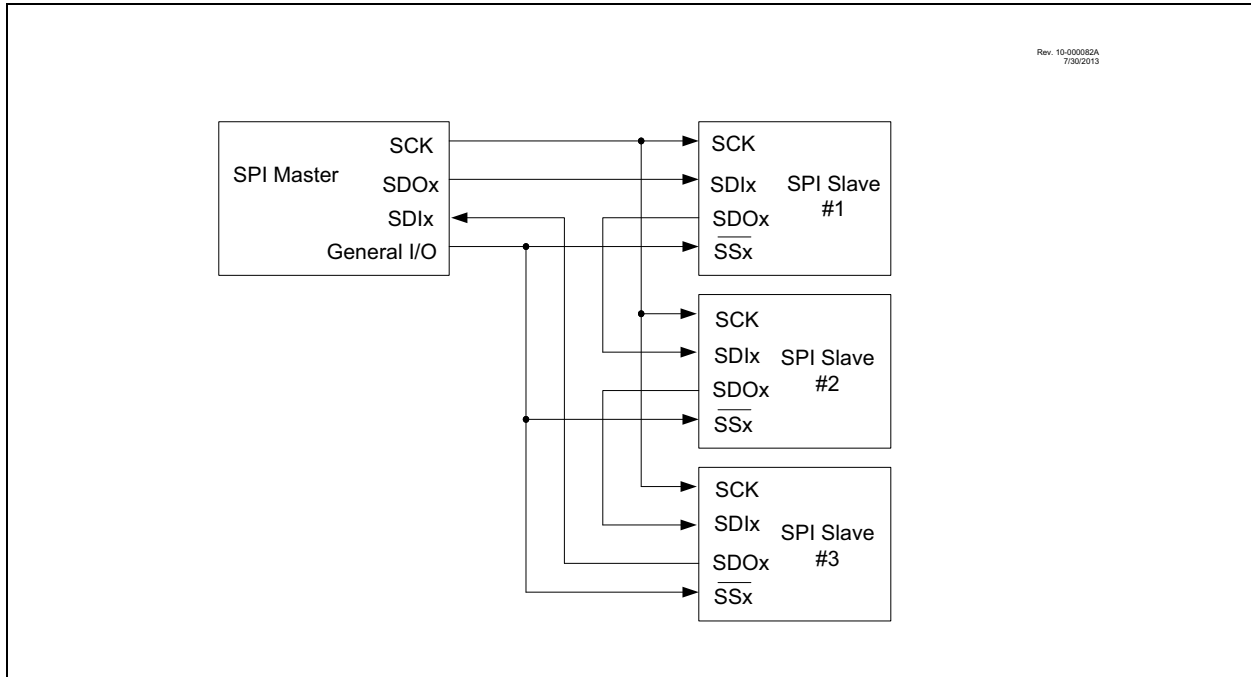 Rev. 10-000082A
7/30/2013
SPI Master
SCK
SDOx
SDIx
General I/O
SCK
SDIx
SDOx
SSx
SPI Slave
#1
SCK
SDIx
SDOx
SSx
SPI Slave
#2
SCK
SDIx
SDOx
SSx
SPI Slave
#3